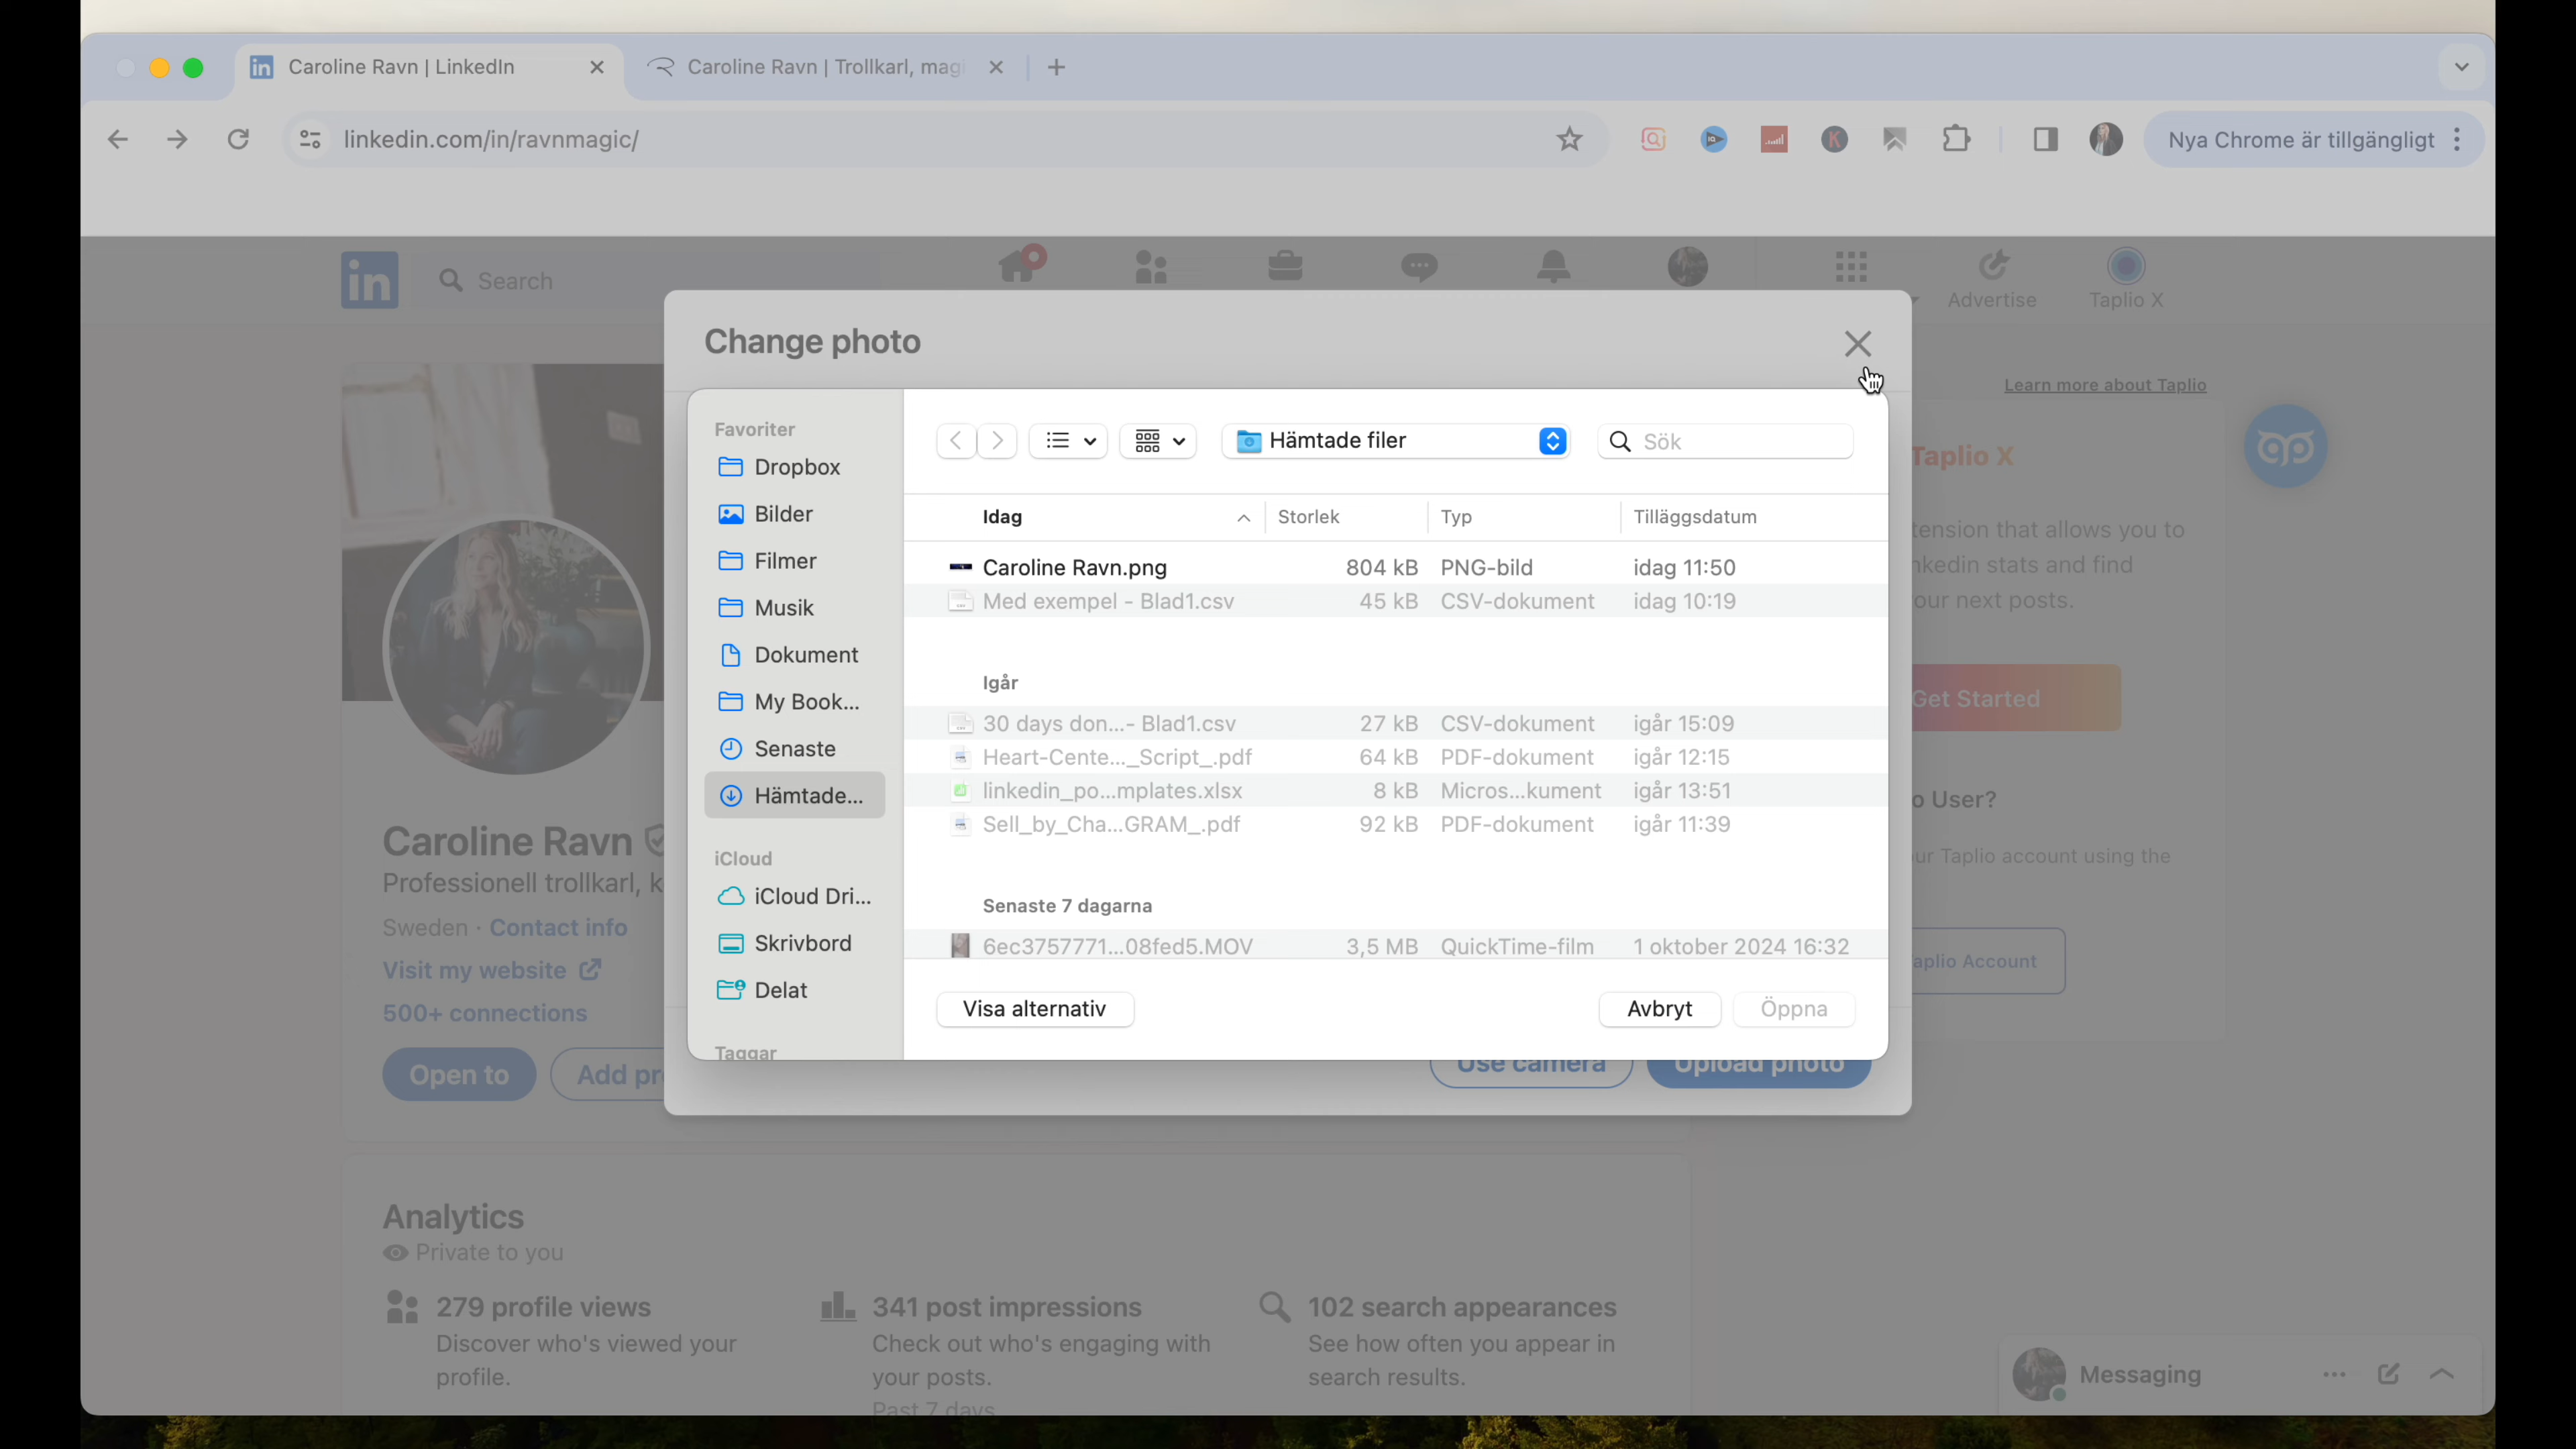 Caroline Ravn | LinkedIn
Caroline Ravn | Trollkarl, magi
linkedin.com/in/ravnmagic/
Nya Chrome är tillgängligt
in
Search
Advertise
Taplio X
Change photo
Learn more about Taplio
Favoriter
Dropbox
Bilder
Filmer
Musik
Dokument
My Book...
Senaste
Hämtade...
iCloud
iCloud Dri...
Skrivbord
Delat
Taggar
Hämtade filer
Sök
Idag Storlek Typ Tilläggsdatum
Caroline Ravn.png 804 kB PNG-bild idag 11:50
Med exempel - Blad1.csv 45 kB CSV-dokument idag 10:19
Igår
30 days don...- Blad1.csv 27 kB CSV-dokument igår 15:09
Heart-Cente..._Script_.pdf 64 kB PDF-dokument igår 12:15
linkedin_po...mplates.xlsx 8 kB Micros...kument igår 13:51
Sell_by_Cha...GRAM_.pdf 92 kB PDF-dokument igår 11:39
Senaste 7 dagarna
6ec3757771...08fed5.MOV 3,5 MB QuickTime-film 1 oktober 2024 16:32
Visa alternativ
Avbryt
Öppna
Use camera
Upload photo
Taplio X
tension that allows you to
nkedin stats and find
our next posts.
Get Started
o User?
ur Taplio account using the
aplio Account
Caroline Ravn
Professionell trollkarl, k
Sweden · Contact info
Visit my website
500+ connections
Open to
Add pr
Analytics
Private to you
279 profile views
Discover who's viewed your
profile.
341 post impressions
Check out who's engaging with
your posts.
Past 7 days
102 search appearances
See how often you appear in
search results.
Messaging